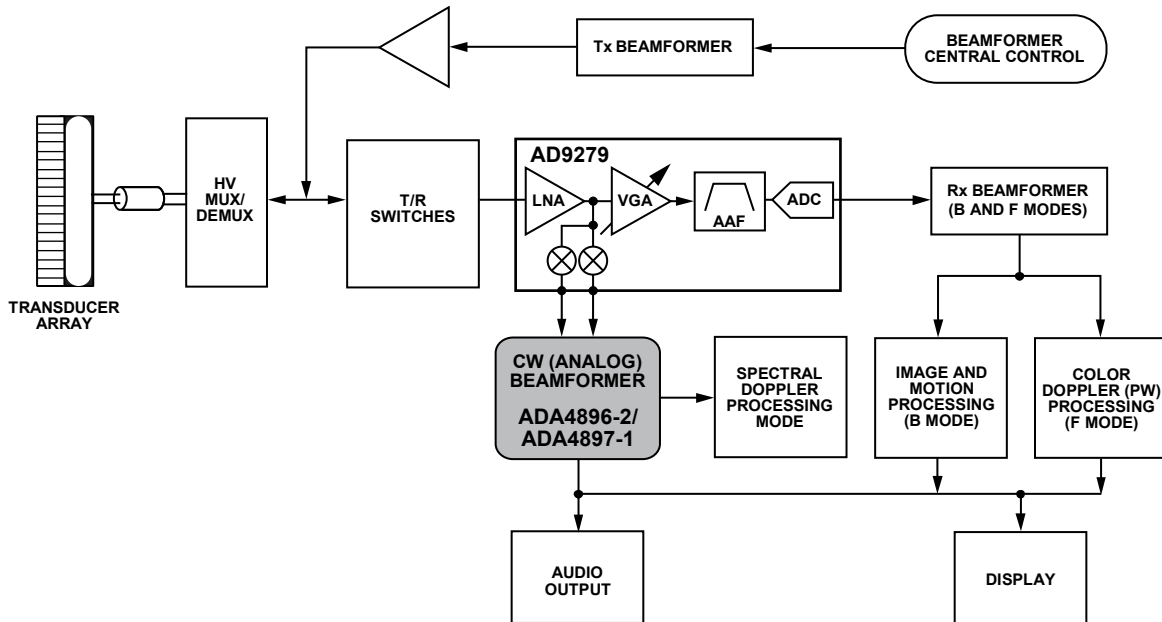 Tx BEAMFORMER
BEAMFORMER
CENTRAL CONTROL
HV
MUX/
DEMUX
T/R
SWITCHES
AD9279
LNA
VGA
AAF
ADC
Rx BEAMFORMER
(B AND F MODES)
TRANSDUCER
ARRAY
CW (ANALOG)
BEAMFORMER
ADA4896-2/
ADA4897-1
SPECTRAL
DOPPLER
PROCESSING
MODE
IMAGE AND
MOTION
PROCESSING
(B MODE)
COLOR
DOPPLER (PW)
PROCESSING
(F MODE)
AUDIO
OUTPUT
DISPLAY